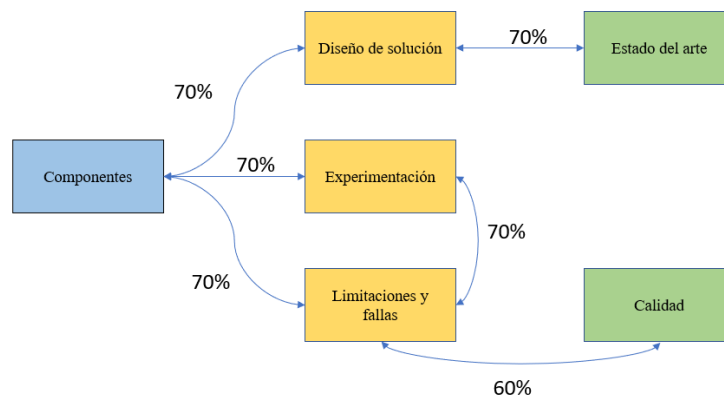 Diseño de solución
70%
Estado del arte
70%
Componentes
70%
Experimentación
70%
70%
Limitaciones y
fallas
Calidad
60%